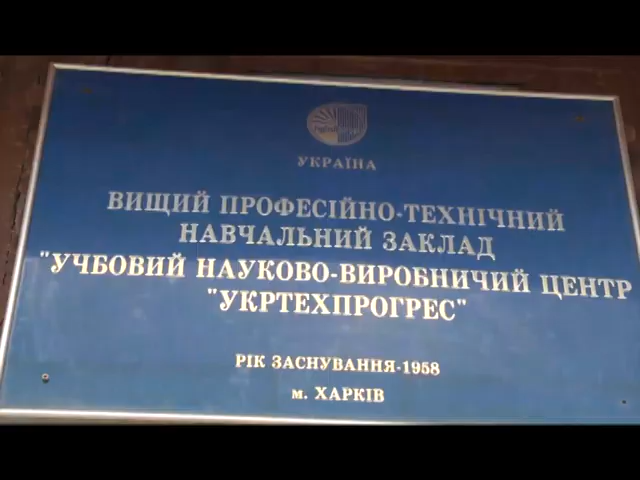 УКРАЇНА
ВИЩИЙ ПРОФЕСІЙНО-ТЕХНІЧНИЙ
НАВЧАЛЬНИЙ ЗАКЛАД
"УЧБОВИЙ НАУКОВО-ВИРОБНИЧИЙ ЦЕНТР
"УКРТЕХПРОГРЕС"
РІК ЗАСНУВАННЯ-1958
м. ХАРКІВ